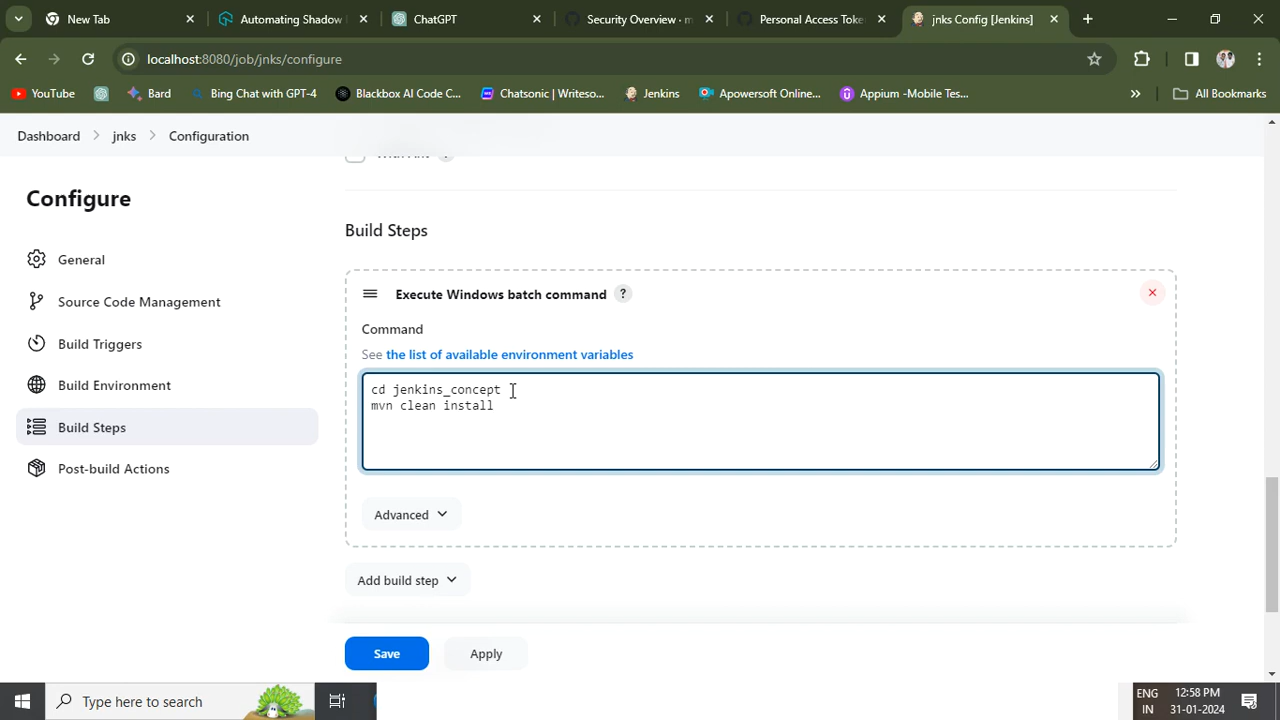 New Tab
Automating Shadow
ChatGPT
Security Overview · m
Personal Access Toke
jnks Config [Jenkins]
localhost:8080/job/jnks/configure
YouTube
Bard
Bing Chat with GPT-4
Blackbox AI Code C...
Chatsonic | Writeso...
Jenkins
Apowersoft Online...
Appium -Mobile Tes...
All Bookmarks
Dashboard
jnks
Configuration
Configure
General
Source Code Management
Build Triggers
Build Environment
Build Steps
Post-build Actions
With Ant ?
Build Steps
Execute Windows batch command ?
Command
See the list of available environment variables
cd jenkins_concept
mvn clean install
Advanced
Add build step
Save
Apply
Type here to search
ENG
IN
12:58 PM
31-01-2024